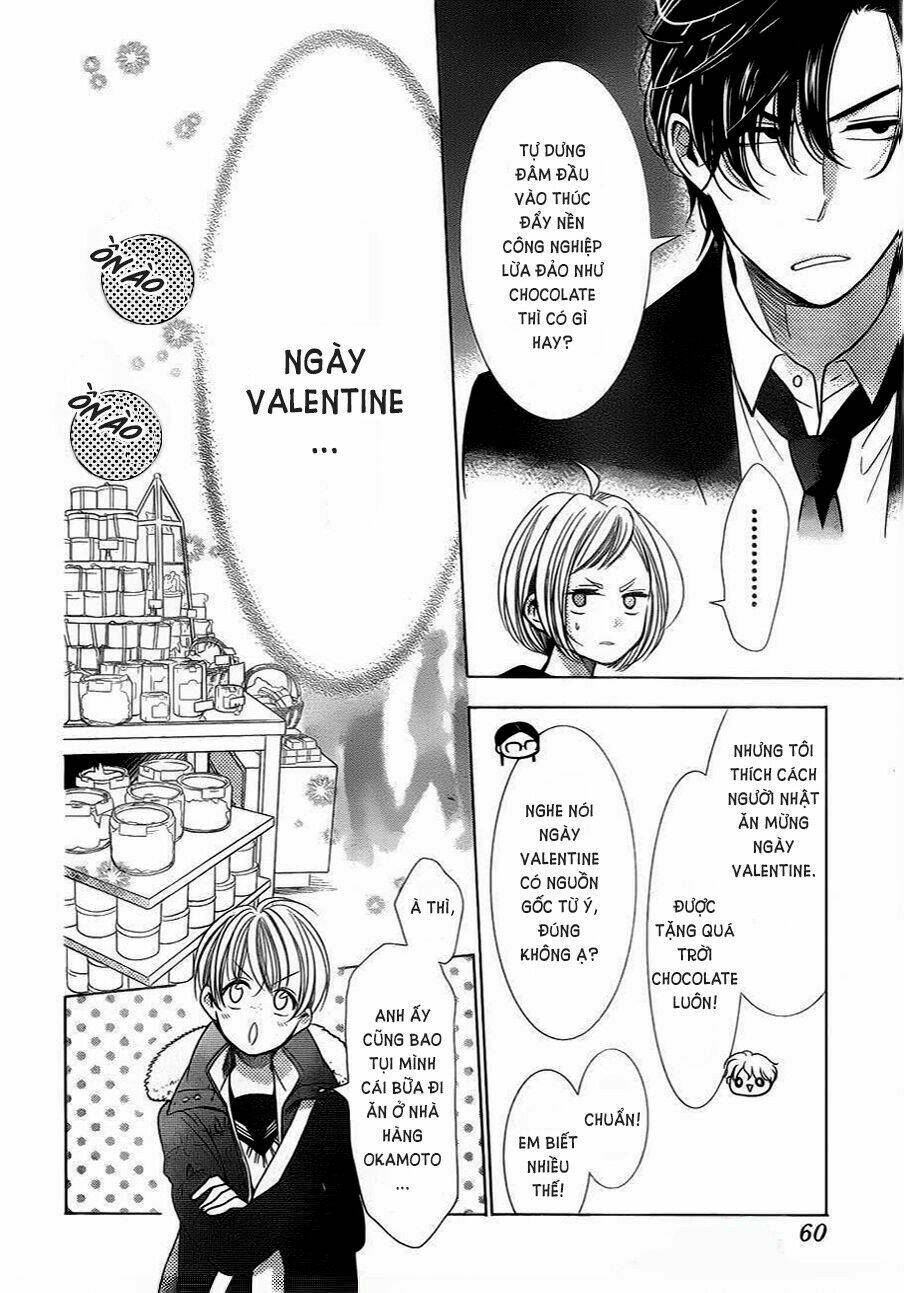 TỰ DƯNG
ĐÂM ĐẦU
VÀO THÚC
ĐẨY NỀN
CÔNG NGHIỆP
LỪA ĐẢO NHƯ
CHOCOLATE
THÌ CÓ GÌ
HAY?
.........
NHƯNG TÔI
THÍCH CÁCH
NGƯỜI NHẬT
ĂN MỪNG
NGÀY
VALENTINE.
ĐƯỢC
TẶNG QUÁ
TRỜI
CHOCOLATE
LUÔN!
NGHE NÓI
NGÀY
VALENTINE
CÓ NGUỒN
GỐC TỪ Ý,
ĐÚNG
KHÔNG Ạ?
CHUẨN!
EM BIẾT
NHIỀU
THẾ!
NGÀY
VALENTINE
...
ỒN ÀO
ỒN ÀO
À THÌ,
ANH ẤY
CŨNG BAO
TỤI MÌNH
CÁI BỮA ĐI
ĂN Ở NHÀ
HÀNG
OKAMOTO
...
60